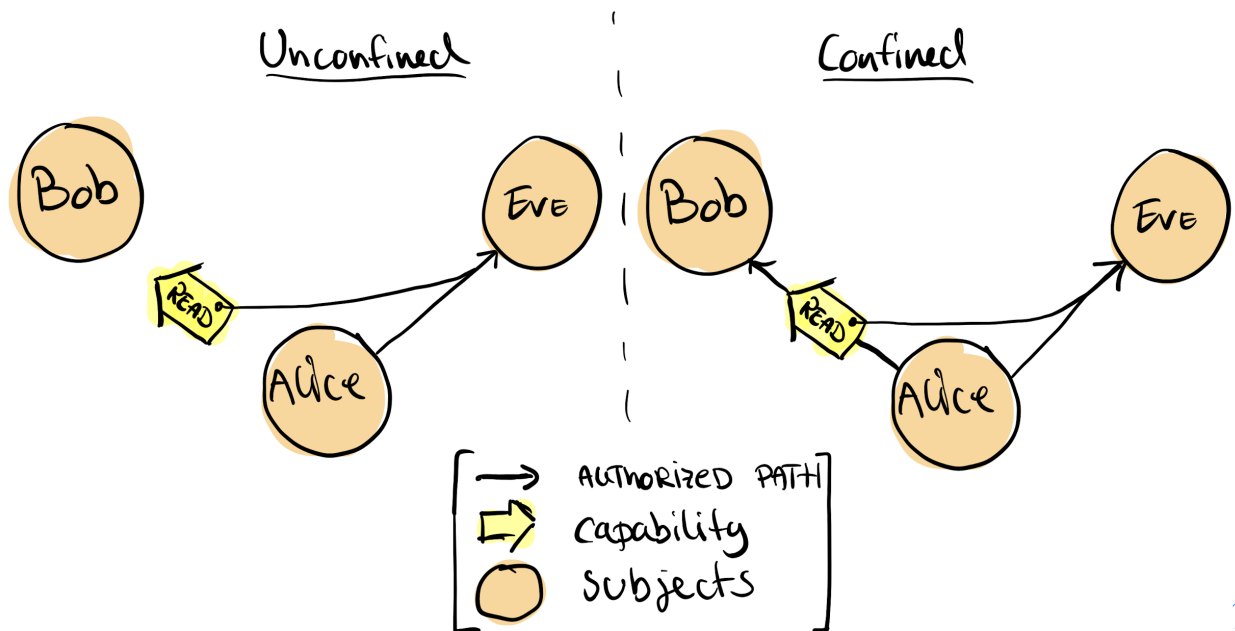 Unconfined
Bob
Eve
READ
Alice
Confined
Bob
Eve
READ
Alice
AUTHORIZED PATH
Capability
Subjects